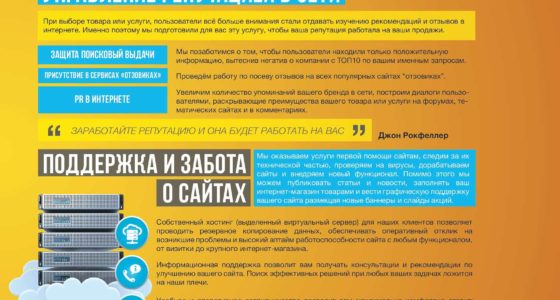 УПРАВЛЕНИЕ РЕПУТАЦИЕЙ В СЕТИ
При выборе товара или услуги, пользователи всё больше внимания стали отдавать изучению рекомендаций и отзывов в
интернете. Именно поэтому мы подготовили для вас эту услугу, чтобы ваша репутация работала на ваши продажи.
ЗАЩИТА ПОИСКОВОЙ ВЫДАЧИ
Мы позаботимся о том, чтобы пользователи находили только положительную
информацию, вытеснив негатив о компании с ТОП10 по вашим именным запросам.
ПРИСУТСТВИЕ В СЕРВИСАХ «ОТЗОВИКАХ»
Проведём работу по посеву отзывов на всех популярных сайтах "отзовиках".
PR В ИНТЕРНЕТЕ
Увеличим количество упоминаний вашего бренда в сети, построим диалоги пользо-
вателями, раскрывающие преимущества вашего товара или услуги на форумах, те-
матических сайтах и в комментариях.
“ ЗАРАБОТАЙТЕ РЕПУТАЦИЮ И ОНА БУДЕТ РАБОТАТЬ НА ВАС ”
Джон Рокфеллер
ПОДДЕРЖКА И ЗАБОТА
О САЙТАХ
Мы оказываем услуги первой помощи сайтам, следим за их
технической частью, проверяем на вирусы, дорабатываем
сайты и внедряем новый функционал. Помимо этого мы
можем публиковать статьи и новости, заполнять ваш
интернет-магазин товарами и вести графическую поддержку
вашего сайта размещая новые баннеры и слайды акций.
Собственный хостинг (выделенный виртуальный сервер) для наших клиентов позволяет
проводить резервное копирование данных, обеспечивать оперативный отклик на
возникшие проблемы и высокий аптайм работоспособности сайта с любым функционалом,
от визитки до крупного интернет-магазина.
Информационная поддержка позволит вам получать консультации и рекомендации по
улучшению вашего сайта. Поиск эффективных решений при любых ваших задачах ложится
на наши плечи.